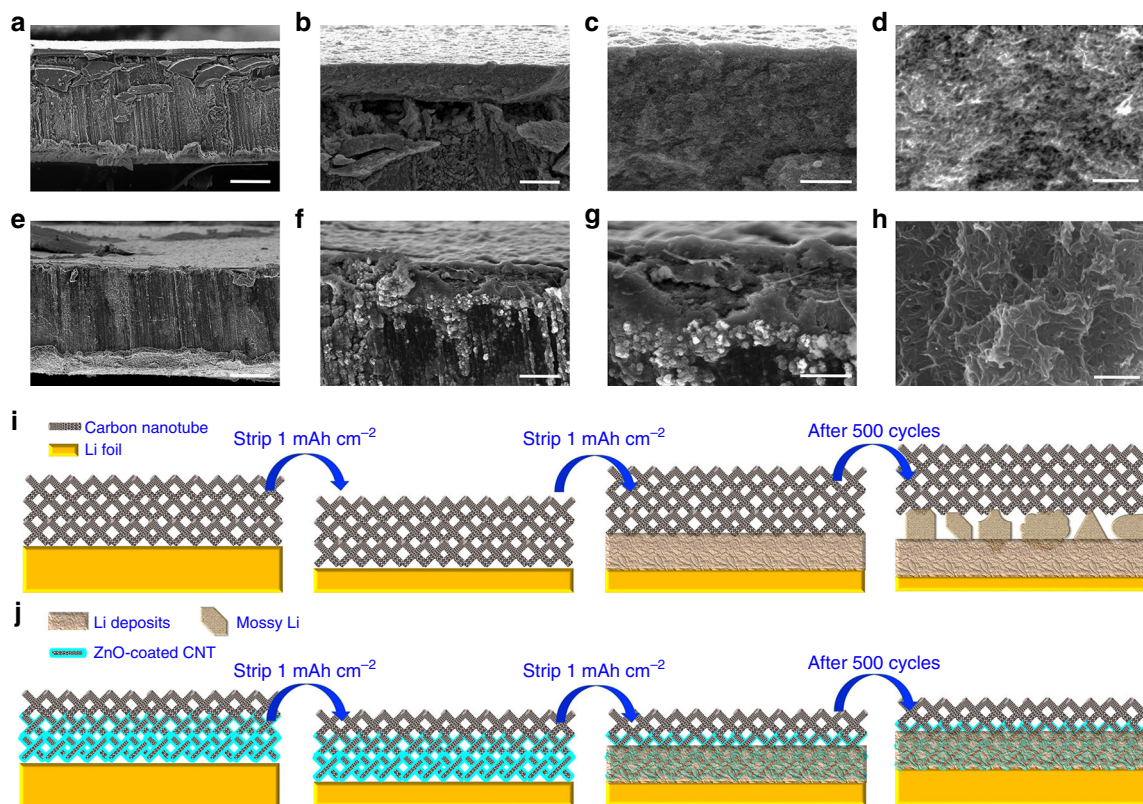 a b c d
e f g h
i
Carbon nanotube
Li foil
Strip 1 mAh cm⁻²
Strip 1 mAh cm⁻²
After 500 cycles
j
Li deposits
Mossy Li
ZnO-coated CNT
Strip 1 mAh cm⁻²
Strip 1 mAh cm⁻²
After 500 cycles